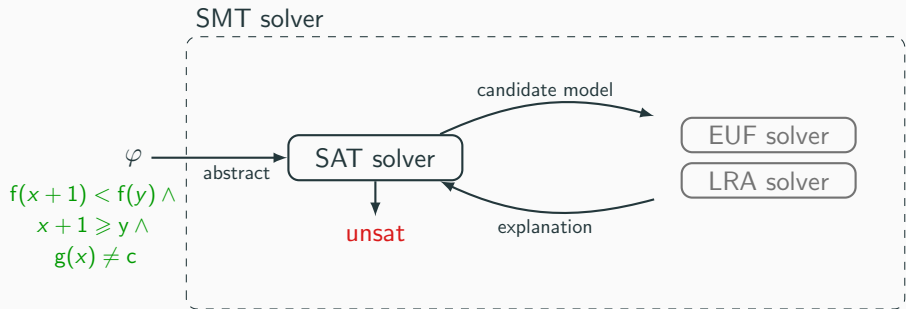 SMT solver
candidate model
φ
abstract
SAT solver
EUF solver
LRA solver
f(x + 1) < f(y) ∧
x + 1 ⩾ y ∧
g(x) ≠ c
explanation
unsat